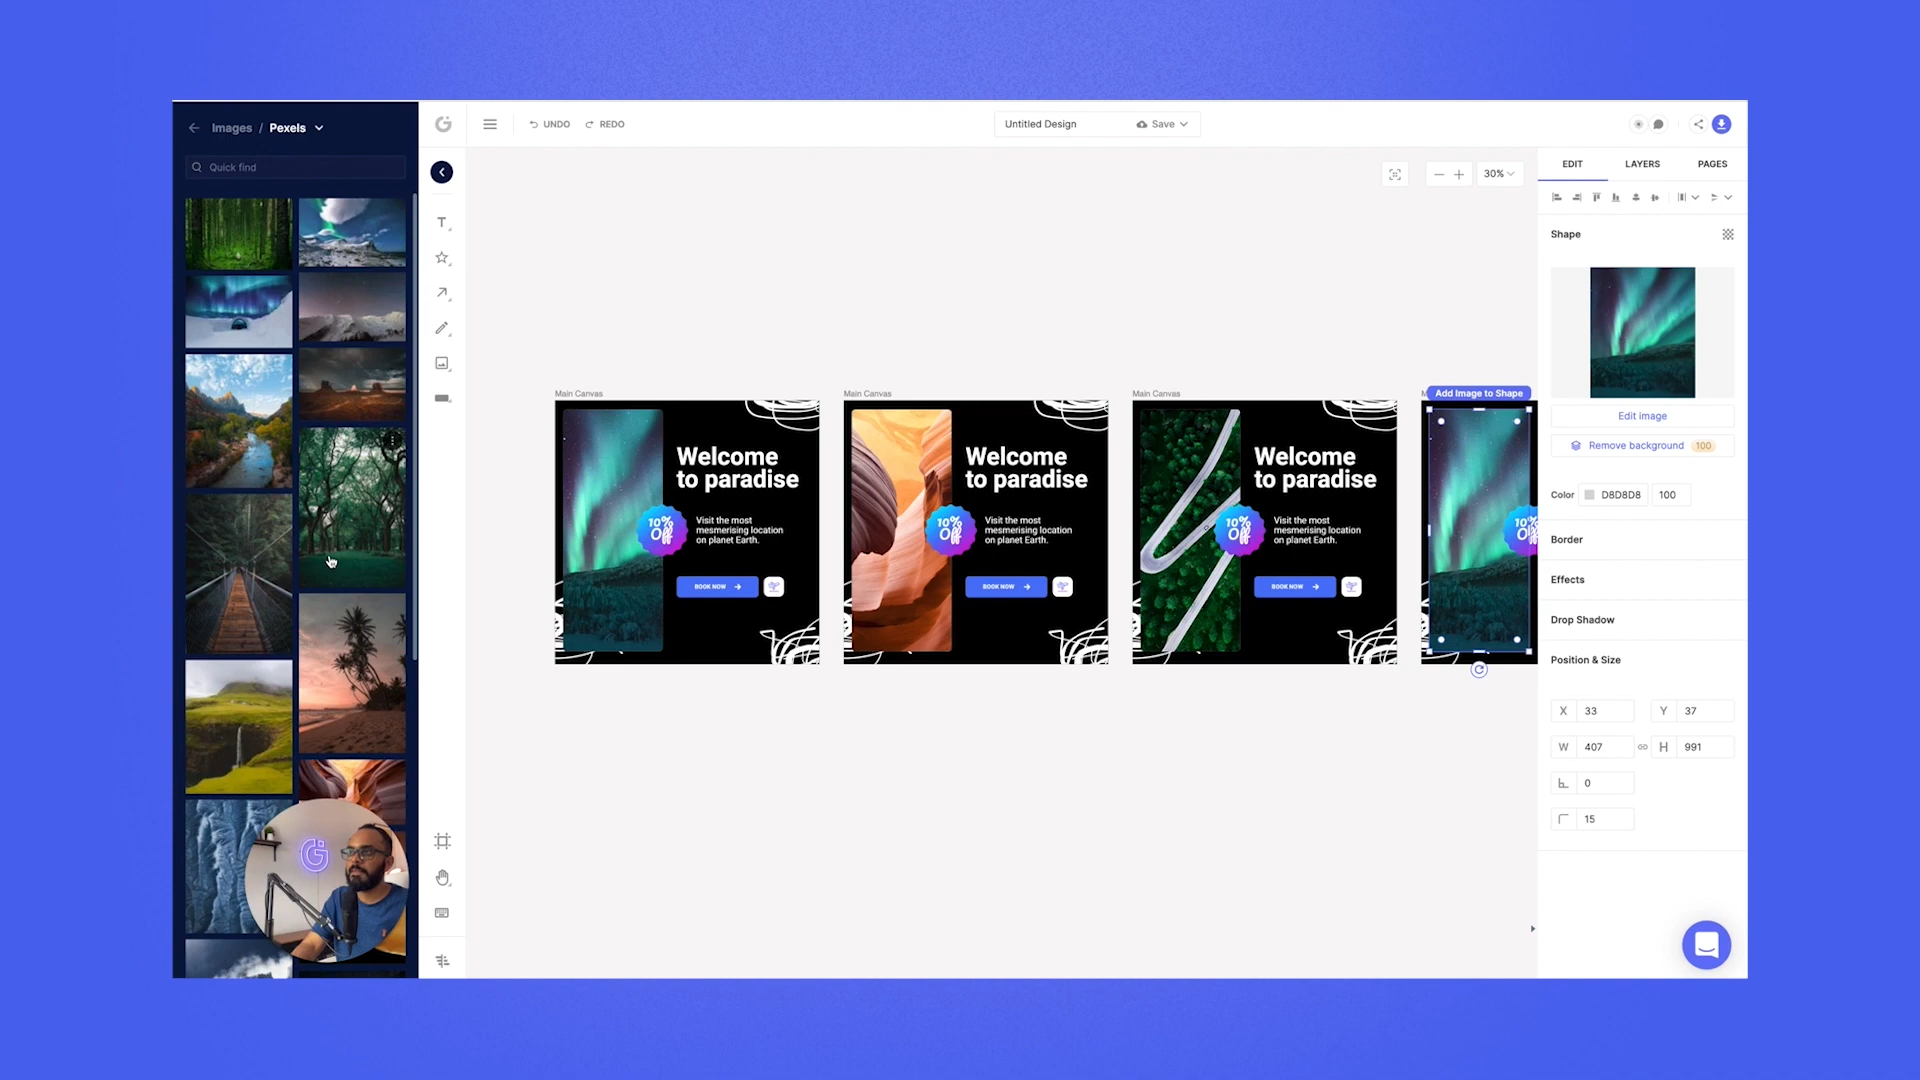 Images / Pexels
Quick find
UNDO
REDO
Untitled Design
Save
30%
EDIT
LAYERS
PAGES
Shape
Edit image
Remove background 100
Color D8D8D8 100
Border
Effects
Drop Shadow
Position & Size
X 33 Y 37
W 407 H 991
0
15
Main Canvas
Welcome
to paradise
10%
Off
Visit the most
mesmerising location
on planet Earth.
BOOK NOW
Main Canvas
Welcome
to paradise
10%
Off
Visit the most
mesmerising location
on planet Earth.
BOOK NOW
Main Canvas
Welcome
to paradise
10%
Off
Visit the most
mesmerising location
on planet Earth.
BOOK NOW
M
Add Image to Shape